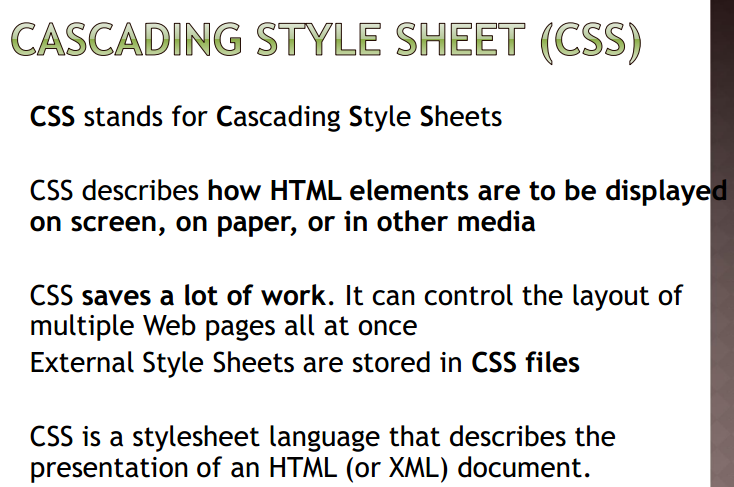 CASCADING STYLE SHEET (CSS)
CSS stands for Cascading Style Sheets
CSS describes how HTML elements are to be displayed
on screen, on paper, or in other media
CSS saves a lot of work. It can control the layout of
multiple Web pages all at once
External Style Sheets are stored in CSS files
CSS is a stylesheet language that describes the
presentation of an HTML (or XML) document.